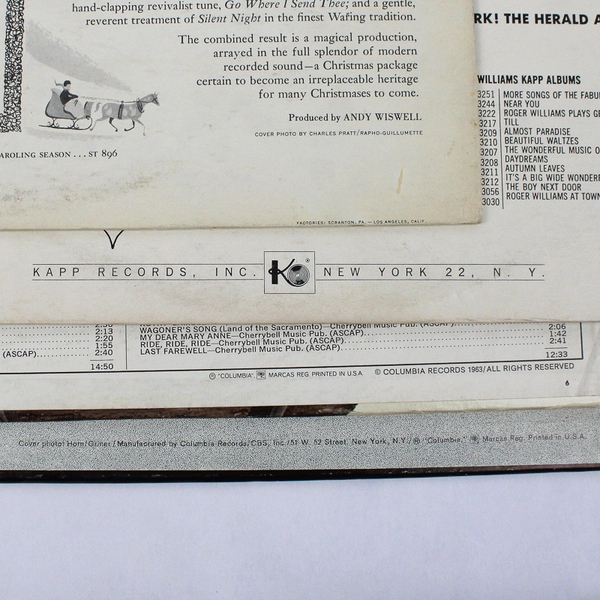 hand-clapping revivalist tune, Go Where I Send Thee; and a gentle,
reverent treatment of Silent Night in the finest Waring tradition.
The combined result is a magical production,
arrayed in the full splendor of modern
recorded sound—a Christmas package
certain to become an irreplaceable heritage
for many Christmases to come.
Produced by ANDY WISWELL
COVER PHOTO BY CHARLES PRATT/RAPHO-GUILLUMETTE
AROLING SEASON . . . ST 896
FACTORIES: SCRANTON, PA. — LOS ANGELES, CALIF.
RK! THE HERALD A
WILLIAMS KAPP ALBUMS
3251 MORE SONGS OF THE FABU
3244 NEAR YOU
3222 ROGER WILLIAMS PLAYS GE
3217 TILL
3209 ALMOST PARADISE
3210 BEAUTIFUL WALTZES
3207 THE WONDERFUL MUSIC O
3208 DAYDREAMS
3211 AUTUMN LEAVES
3212 IT'S A BIG WIDE WONDERF
3056 THE BOY NEXT DOOR
3030 ROGER WILLIAMS AT TOWN
KAPP RECORDS, INC. K NEW YORK 22, N. Y.
2:13
2:20
1:55
(ASCAP) 2:40
14:50
WAGONER'S SONG (Land of the Sacramento)—Cherrybell Music Pub. (ASCAP) 2:06
MY DEAR MARY ANNE—Cherrybell Music Pub. (ASCAP) 1:42
RIDE, RIDE, RIDE—Cherrybell Music Pub. (ASCAP) 2:41
LAST FAREWELL—Cherrybell Music Pub. (ASCAP)
12:33
® "COLUMBIA", MARCAS REG. PRINTED IN U.S.A. © COLUMBIA RECORDS 1963/ALL RIGHTS RESERVED
6
Cover photo: Horn/Griner / Manufactured by Columbia Records/CBS, Inc./51 W. 52 Street, New York, N.Y./ ® "Columbia," Marcas Reg. Printed in U.S.A.